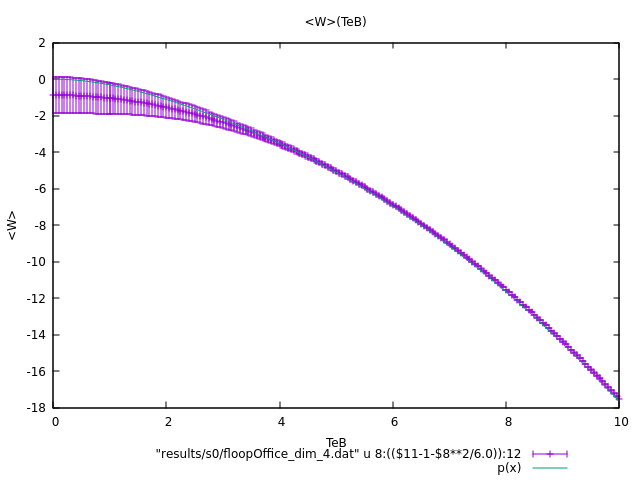 <W>(TeB)
2
0
-2
-4
-6
-8
-10
-12
-14
-16
-18
<W>
0 2 4 6 8 10
TeB
"results/s0/floopOffice_dim_4.dat" u 8:(($11-1-$8**2/6.0)):12
p(x)